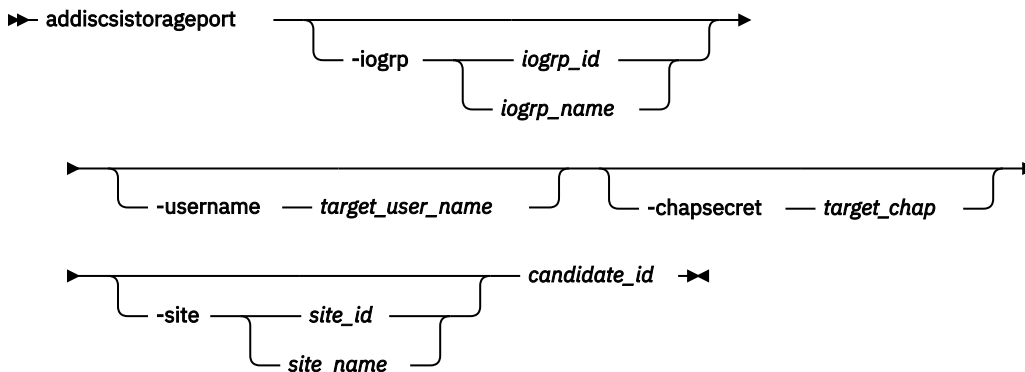 addiscsistorageport
-iogrp iogrp_id
iogrp_name
-username target_user_name -chapsecret target_chap
candidate_id
-site site_id
site_name